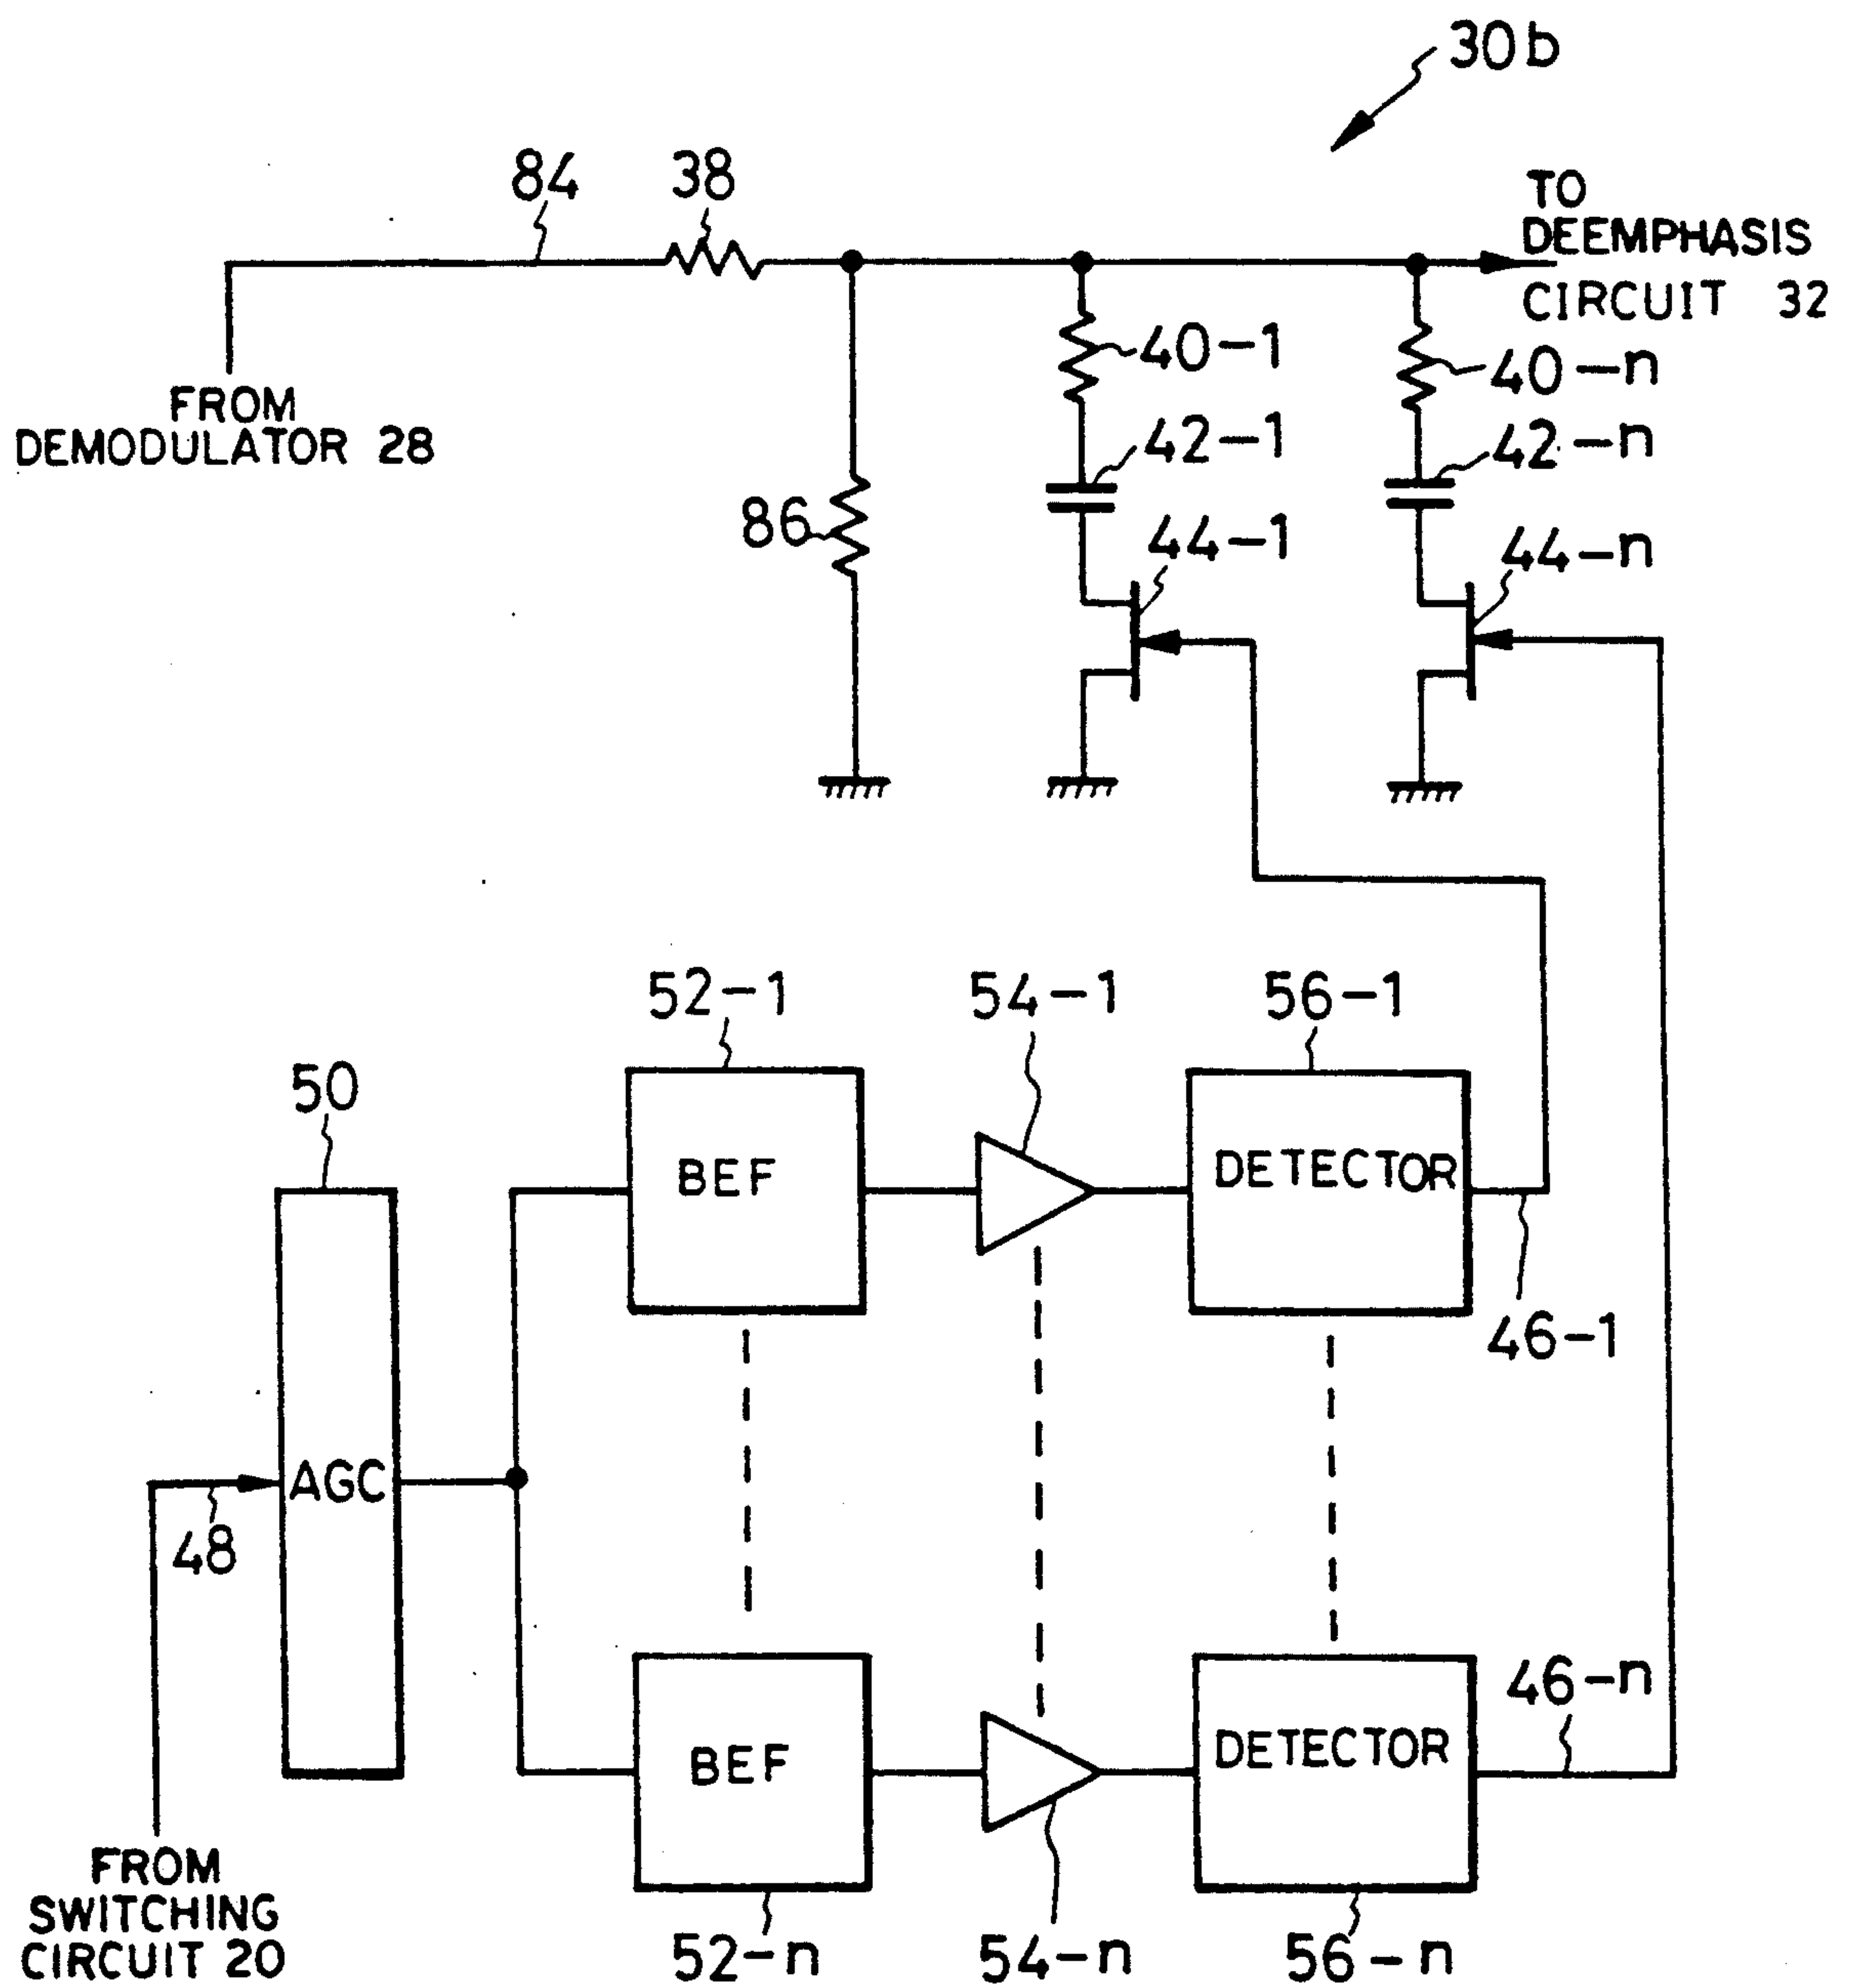 30b
84
38
TO
DEEMPHASIS
CIRCUIT 32
FROM
DEMODULATOR 28
40-1
40-n
42-1
42-n
86
44-1
44-n
52-1
54-1
56-1
50
BEF
DETECTOR
46-1
AGC
48
46-n
BEF
DETECTOR
FROM
SWITCHING
CIRCUIT 20
52-n
54-n
56-n